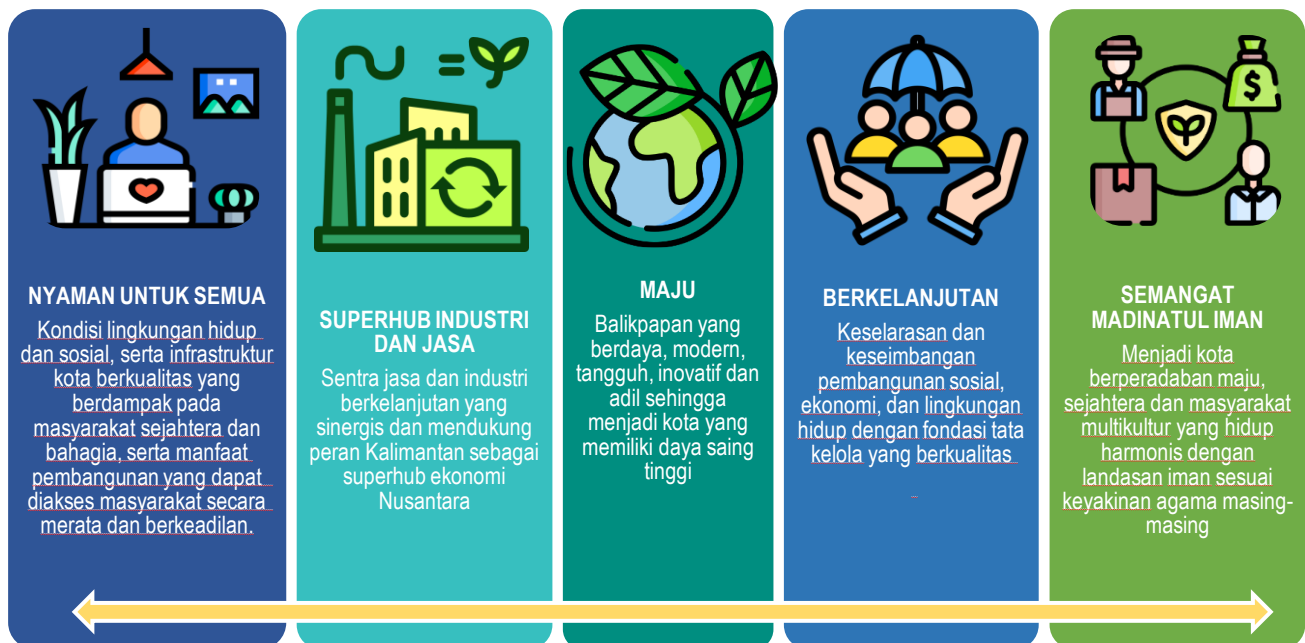 NYAMAN UNTUK SEMUA
Kondisi lingkungan hidup
dan sosial, serta infrastruktur
kota berkualitas yang
berdampak pada
masyarakat sejahtera dan
bahagia, serta manfaat
pembangunan yang dapat
diakses masyarakat secara
merata dan berkeadilan.
SUPERHUB INDUSTRI
DAN JASA
Sentra jasa dan industri
berkelanjutan yang
sinergis dan mendukung
peran Kalimantan sebagai
superhub ekonomi
Nusantara
MAJU
Balikpapan yang
berdaya, modern,
tangguh, inovatif dan
adil sehingga
menjadi kota yang
memiliki daya saing
tinggi
BERKELANJUTAN
Keselarasan dan
keseimbangan
pembangunan sosial,
ekonomi, dan lingkungan
hidup dengan fondasi tata
kelola yang berkualitas
SEMANGAT
MADINATUL IMAN
Menjadi kota
berperadaban maju,
sejahtera dan masyarakat
multikultur yang hidup
harmonis dengan
landasan iman sesuai
keyakinan agama masing-
masing